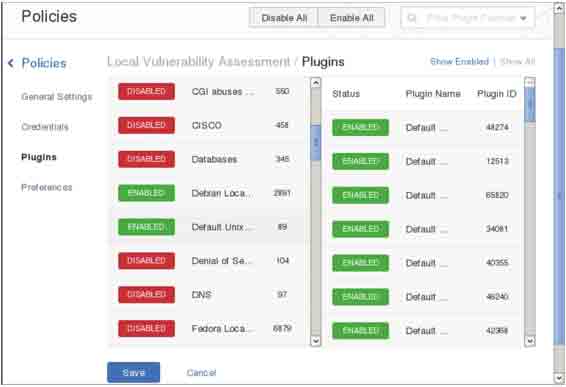 Policies
Disable All Enable All
Policies
Local Vulnerability Assessment / Plugins
Show Enabled | Show All
General Settings
Credentials
Plugins
Preferences
DISABLED CGI abuses ... 550
DISABLED CISCO 458
DISABLED Databases 345
ENABLED Debian Loca... 2891
ENABLED Default Unix... 89
DISABLED Denial of Se... 104
DISABLED DNS 97
DISABLED Fedora Loca... 6879
Status Plugin Name Plugin ID
ENABLED Default ... 48274
ENABLED Default ... 12513
ENABLED Default ... 65820
ENABLED Default ... 34081
ENABLED Default ... 40355
ENABLED Default ... 46240
ENABLED Default ... 42368
Save Cancel